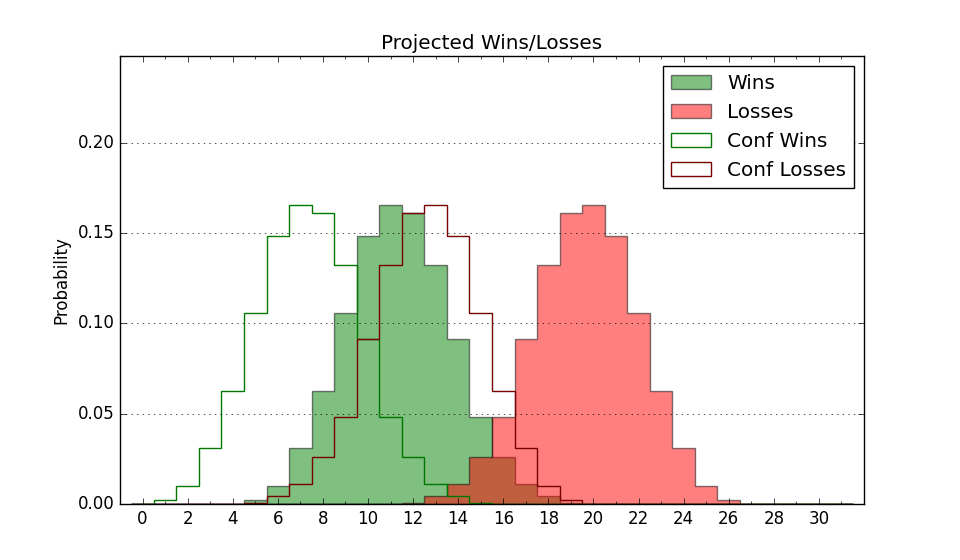 Projected Wins/Losses
Wins
Losses
Conf Wins
Conf Losses
Probability
0.20
0.15
0.10
0.05
0.00
0 2 4 6 8 10 12 14 16 18 20 22 24 26 28 30